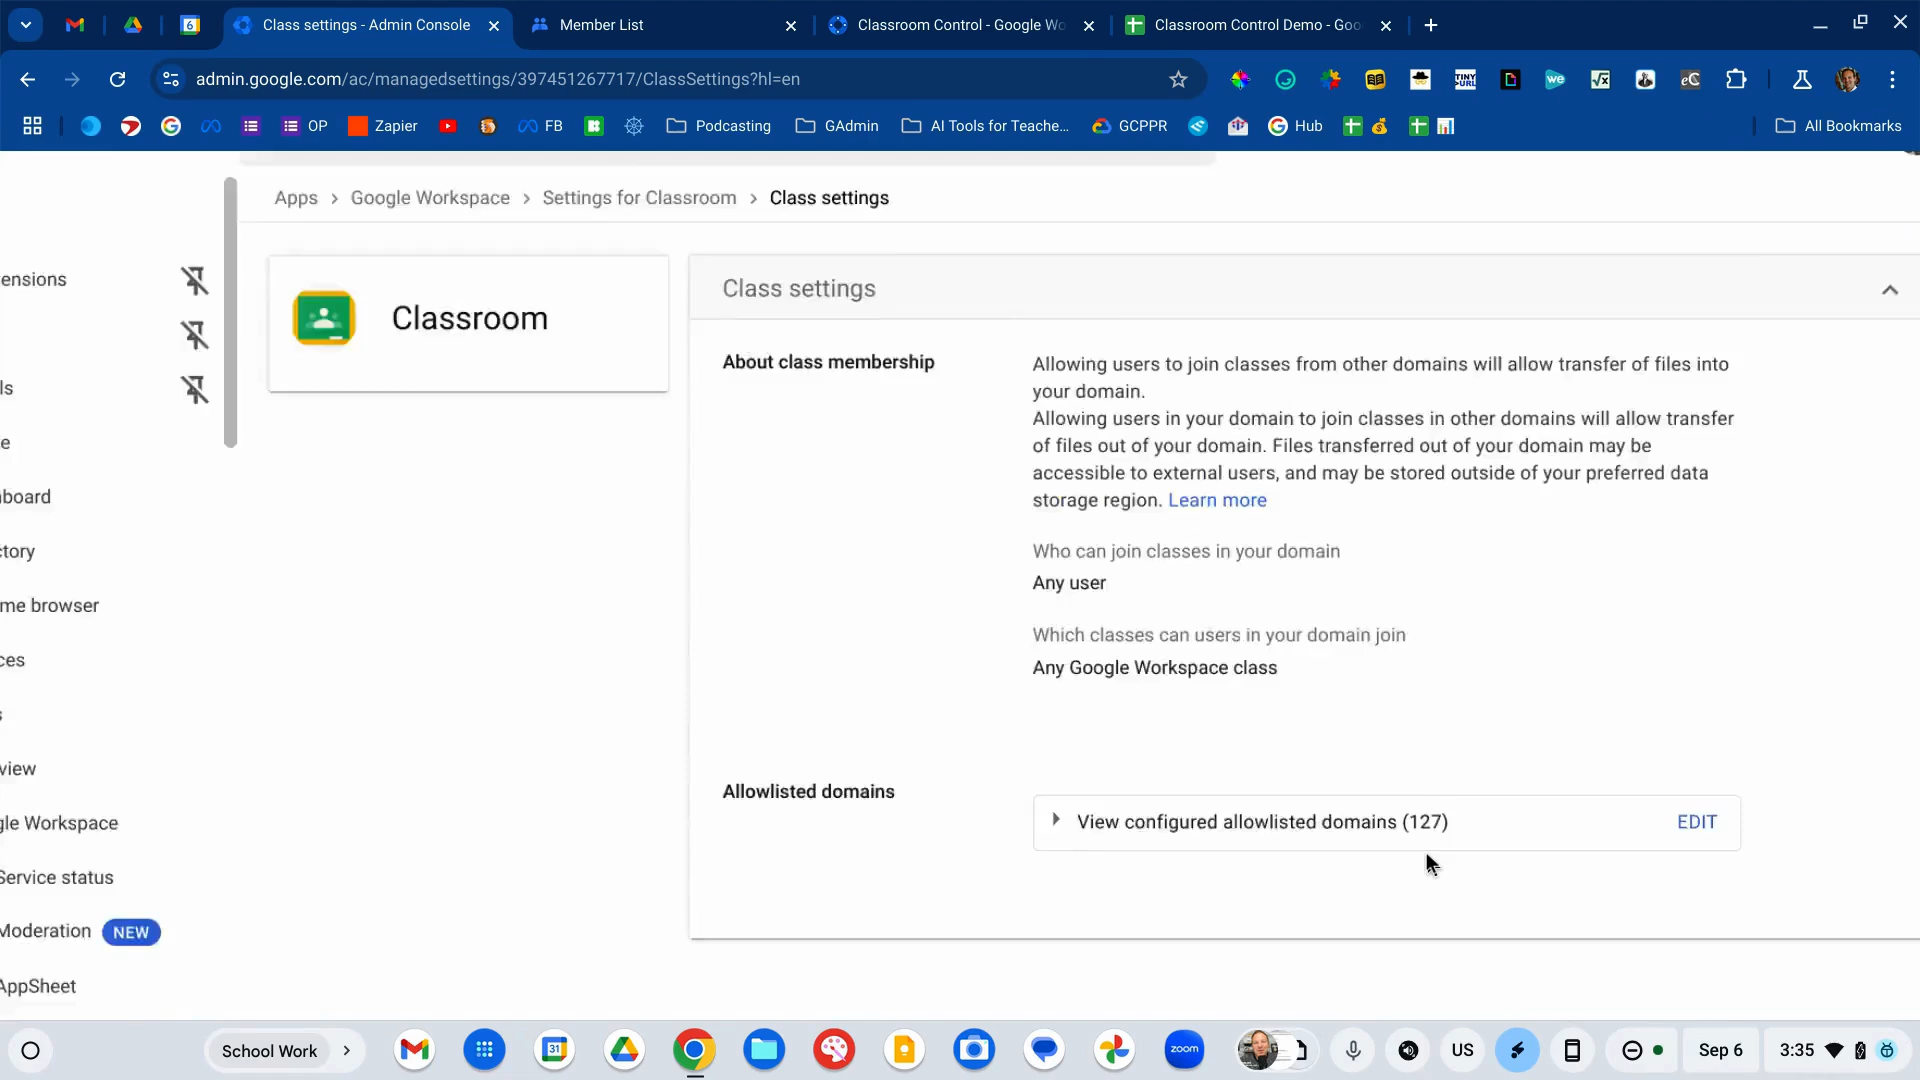 Class settings - Admin Console
Member List
Classroom Control - Google Wo
Classroom Control Demo - Goo
admin.google.com/ac/managedsettings/397451267717/ClassSettings?hl=en
OP
Zapier
FB
Podcasting
GAdmin
AI Tools for Teache...
GCPPR
Hub
All Bookmarks
Apps > Google Workspace > Settings for Classroom > Class settings
ensions
ls
e
board
ctory
me browser
ces
s
view
gle Workspace
Service status
Moderation NEW
AppSheet
Classroom
Class settings
About class membership
Allowing users to join classes from other domains will allow transfer of files into
your domain.
Allowing users in your domain to join classes in other domains will allow transfer
of files out of your domain. Files transferred out of your domain may be
accessible to external users, and may be stored outside of your preferred data
storage region. Learn more
Who can join classes in your domain
Any user
Which classes can users in your domain join
Any Google Workspace class
Allowlisted domains
View configured allowlisted domains (127)
EDIT
School Work
31
zoom
US
Sep 6
3:35